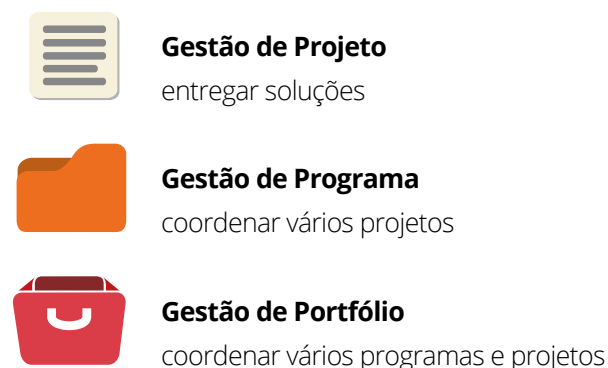 Gestão de Projeto
entregar soluções
Gestão de Programa
coordenar vários projetos
Gestão de Portfólio
coordenar vários programas e projetos